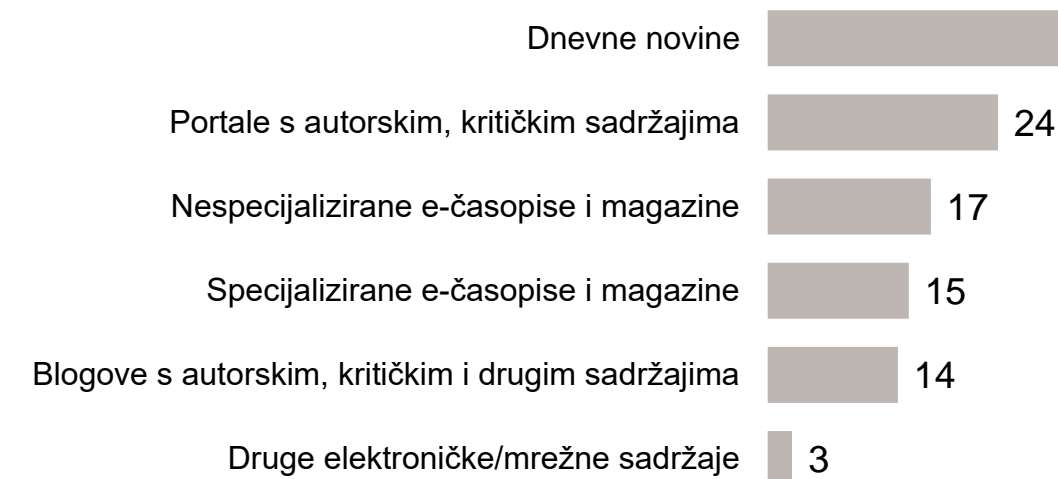 Dnevne novine
Portale s autorskim, kritičkim sadržajima 24
Nespecijalizirane e-časopise i magazine 17
Specijalizirane e-časopise i magazine 15
Blogove s autorskim, kritičkim i drugim sadržajima 14
Druge elektroničke/mrežne sadržaje 3